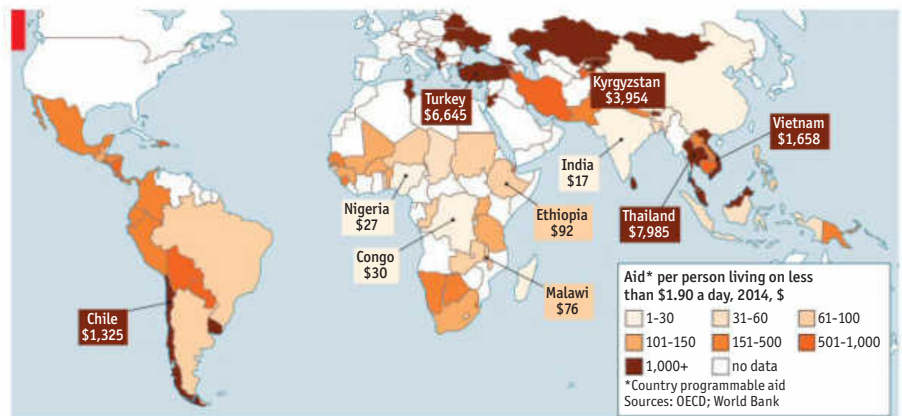 Kyrgyzstan
$3,954
Turkey
$6,645
Vietnam
$1,658
India
$17
Nigeria
$27
Ethiopia
$92
Thailand
$7,985
Congo
$30
Malawi
$76
Chile
$1,325
Aid* per person living on less
than $1.90 a day, 2014, $
1-30 31-60 61-100
101-150 151-500 501-1,000
1,000+ no data
*Country programmable aid
Sources: OECD; World Bank